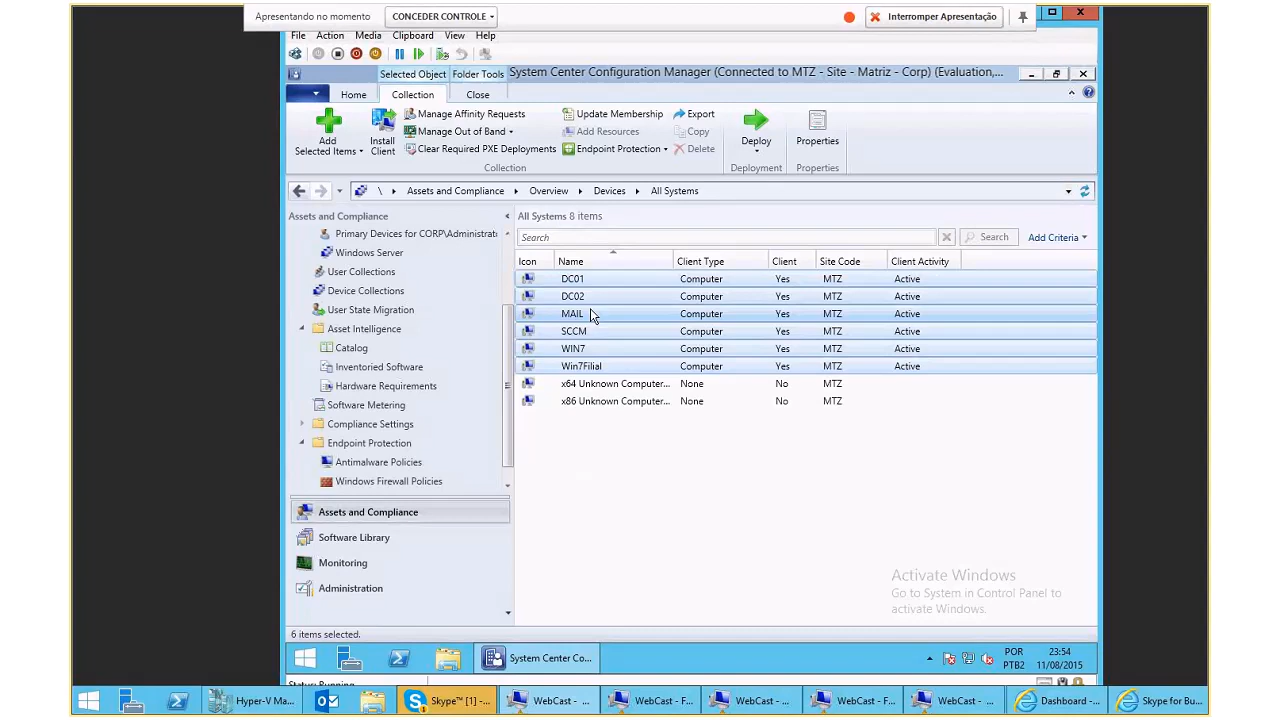 Apresentando no momento CONCEDER CONTROLE Interromper Apresentação
File Action Media Clipboard View Help
Selected Object Folder Tools System Center Configuration Manager (Connected to MTZ - Site - Matriz - Corp) (Evaluation,...
Home Collection Close
Add Selected Items
Install Client
Manage Affinity Requests
Manage Out of Band
Clear Required PXE Deployments
Update Membership
Add Resources
Endpoint Protection
Export
Copy
Delete
Deploy
Properties
Collection Deployment Properties
\ Assets and Compliance Overview Devices All Systems
Assets and Compliance
Primary Devices for CORP\Administrato
Windows Server
User Collections
Device Collections
User State Migration
Asset Intelligence
Catalog
Inventoried Software
Hardware Requirements
Software Metering
Compliance Settings
Endpoint Protection
Antimalware Policies
Windows Firewall Policies
Assets and Compliance
Software Library
Monitoring
Administration
All Systems 8 items
Search Search Add Criteria
Icon Name Client Type Client Site Code Client Activity
DC01 Computer Yes MTZ Active
DC02 Computer Yes MTZ Active
MAIL Computer Yes MTZ Active
SCCM Computer Yes MTZ Active
WIN7 Computer Yes MTZ Active
Win7Filial Computer Yes MTZ Active
x64 Unknown Computer... None No MTZ
x86 Unknown Computer... None No MTZ
Activate Windows
Go to System in Control Panel to
activate Windows.
6 items selected.
System Center Co... POR 23:54
PTB2 11/08/2015
Status: Running
Hyper-V Ma... Skype™ [1] -... WebCast - ... WebCast - F... WebCast - ... WebCast - F... WebCast - ... Dashboard -... Skype for Bu...